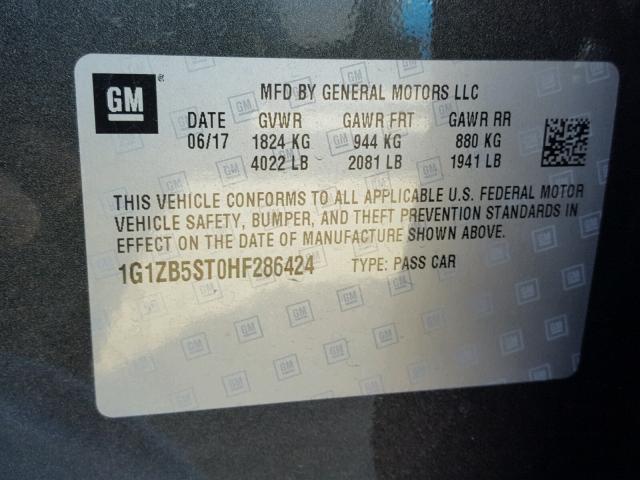 GM ®
MFD BY GENERAL MOTORS LLC
DATE GVWR GAWR FRT GAWR RR
06/17 1824 KG 944 KG 880 KG
4022 LB 2081 LB 1941 LB
THIS VEHICLE CONFORMS TO ALL APPLICABLE U.S. FEDERAL MOTOR
VEHICLE SAFETY, BUMPER, AND THEFT PREVENTION STANDARDS IN
EFFECT ON THE DATE OF MANUFACTURE SHOWN ABOVE.
1G1ZB5ST0HF286424 TYPE: PASS CAR